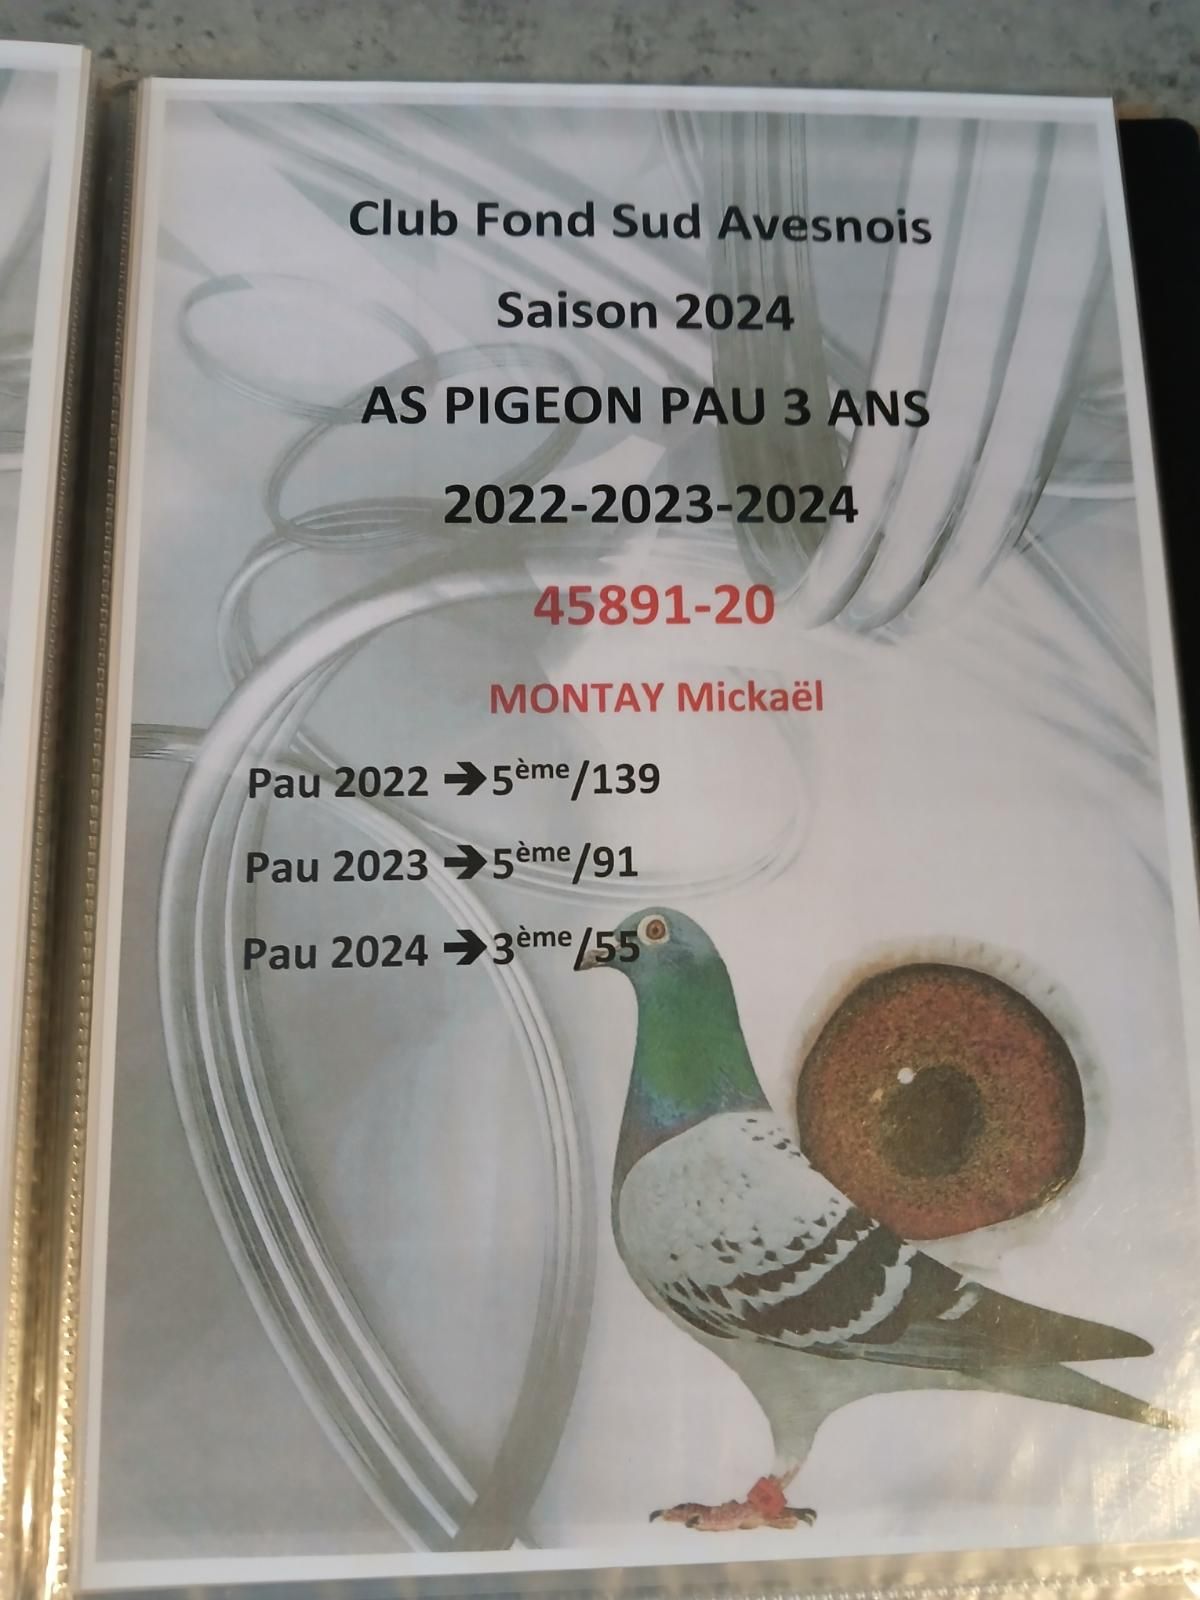 Club Fond Sud Avesnois
Saison 2024
AS PIGEON PAU 3 ANS
2022-2023-2024
45891-20
MONTAY Mickaël
Pau 2022 ➔5ème/139
Pau 2023 ➔5ème/91
Pau 2024 ➔3ème/55